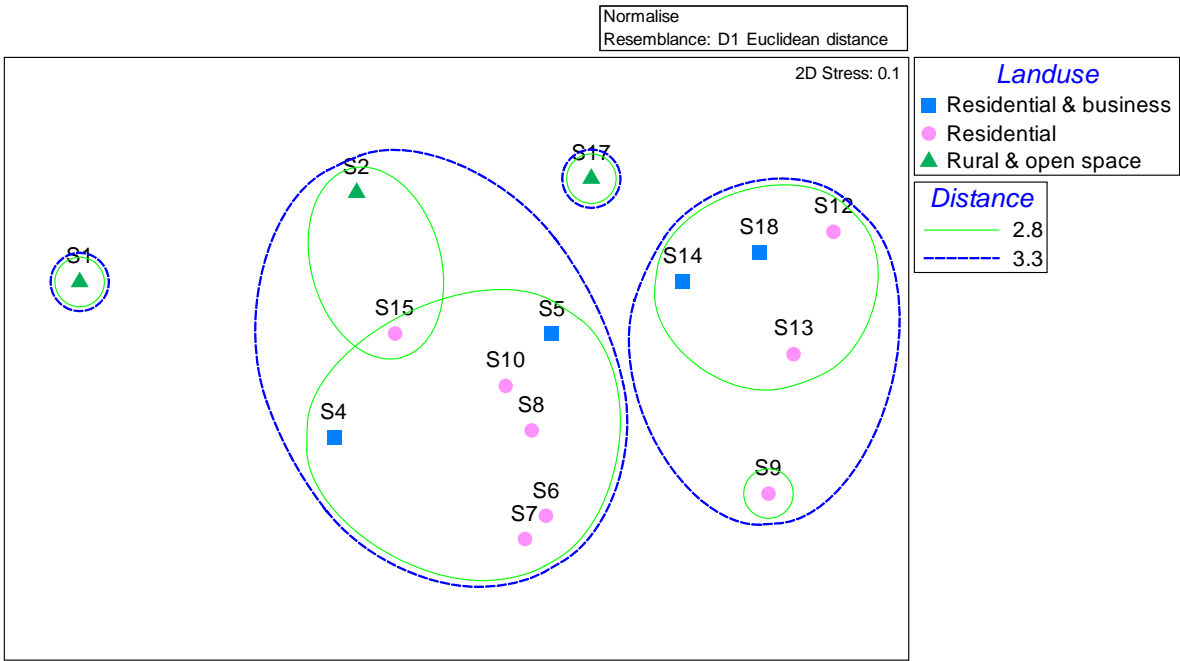 Normalise
Resemblance: D1 Euclidean distance
2D Stress: 0.1
Landuse
Residential & business
Residential
Rural & open space
Distance
2.8
3.3
S17
S2
S12
S18
S1
S14
S15
S5
S13
S10
S8
S4
S9
S6
S7